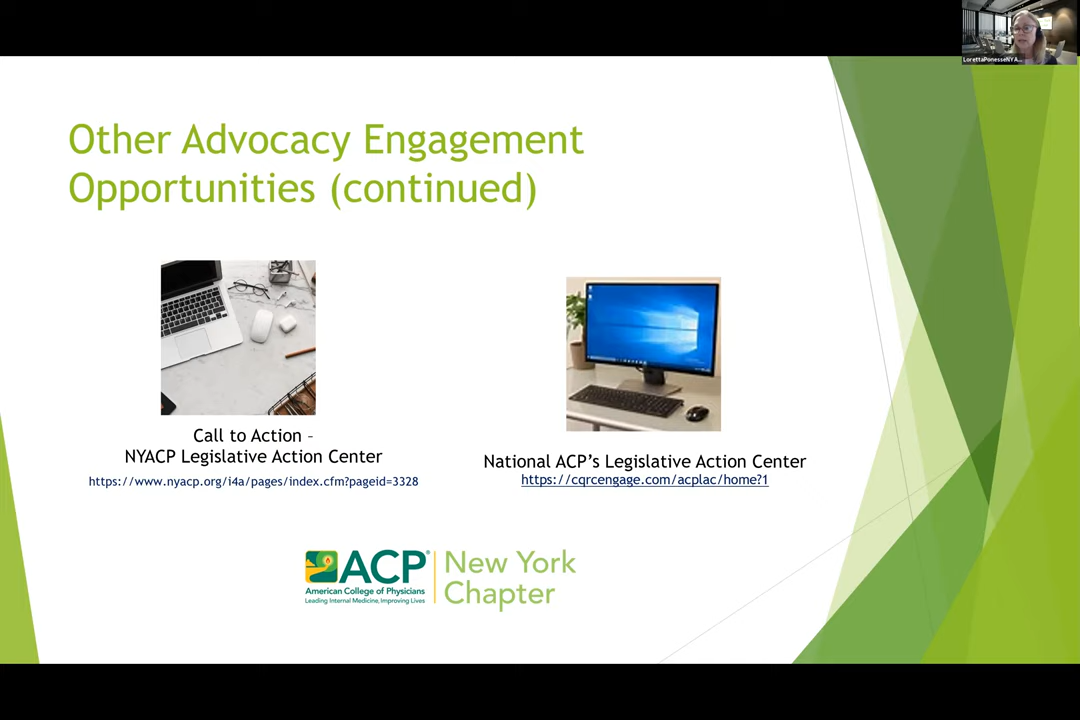 LorettaPonesseNYA...
Other Advocacy Engagement
Opportunities (continued)
Call to Action –
NYACP Legislative Action Center
https://www.nyacp.org/i4a/pages/index.cfm?pageid=3328
National ACP's Legislative Action Center
https://cqrcengage.com/acplac/home?1
ACP®
American College of Physicians
Leading Internal Medicine, Improving Lives
New York
Chapter